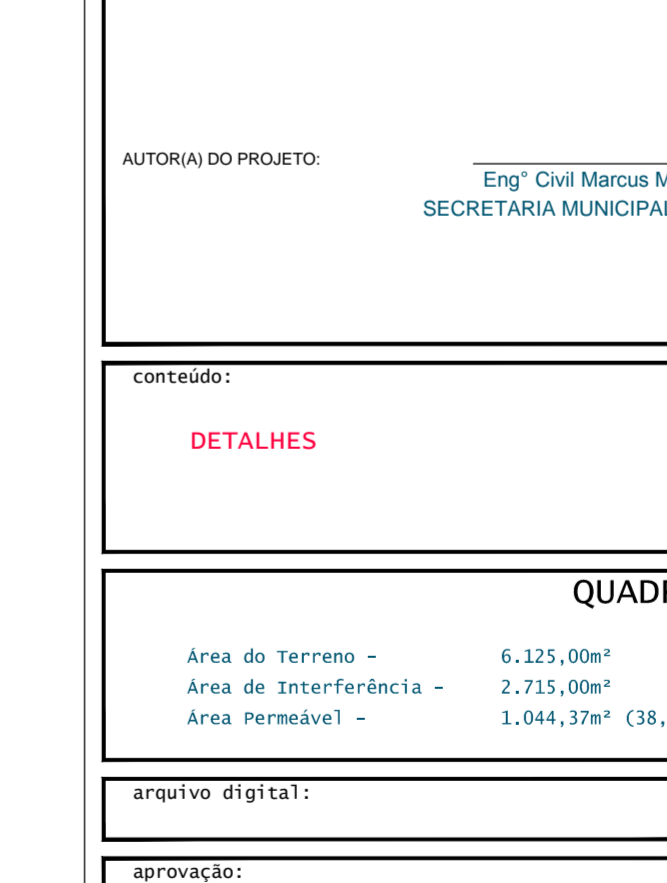 AUTOR(A) DO PROJETO:
Eng° Civil Marcus
SECRETARIA MUNICIPAL
conteúdo:
DETALHES
Área do Terreno - 6.125,00m²
Área de Interferência - 2.715,00m²
Área Permeável - 1.044,37m² (38,
arquivo digital:
aprovação: